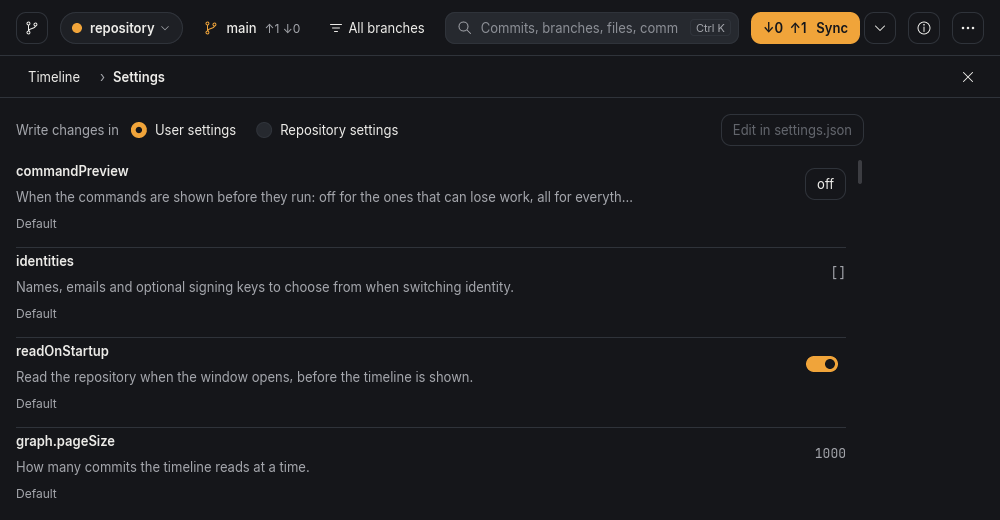 repository
main ↑1 ↓0
All branches
Commits, branches, files, comm
Ctrl K
↓0 ↑1 Sync
Timeline › Settings
Write changes in
User settings
Repository settings
Edit in settings.json
commandPreview
When the commands are shown before they run: off for the ones that can lose work, all for everyth...
off
Default
identities
Names, emails and optional signing keys to choose from when switching identity.
[]
Default
readOnStartup
Read the repository when the window opens, before the timeline is shown.
Default
graph.pageSize
How many commits the timeline reads at a time.
1000
Default